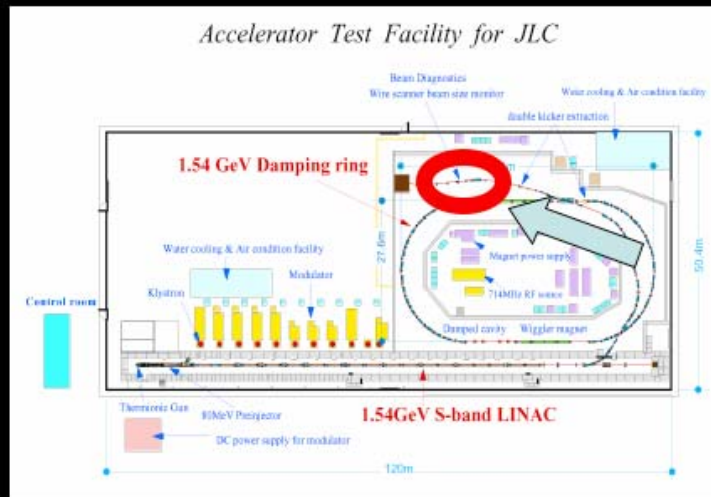 Accelerator Test Facility for JLC
Beam Diagnostics
Wire scanner beam size monitor
Water cooling & Air condition facility
double kicker extraction
1.54 GeV Damping ring
27.6m
50.4m
Water cooling & Air condition facility
Magnet power supply
Modulator
Klystron
714MHz RF source
Control room
Damped cavity
Wiggler magnet
Thermionic Gun
80MeV Preinjector
1.54GeV S-band LINAC
DC power supply for modulator
120m